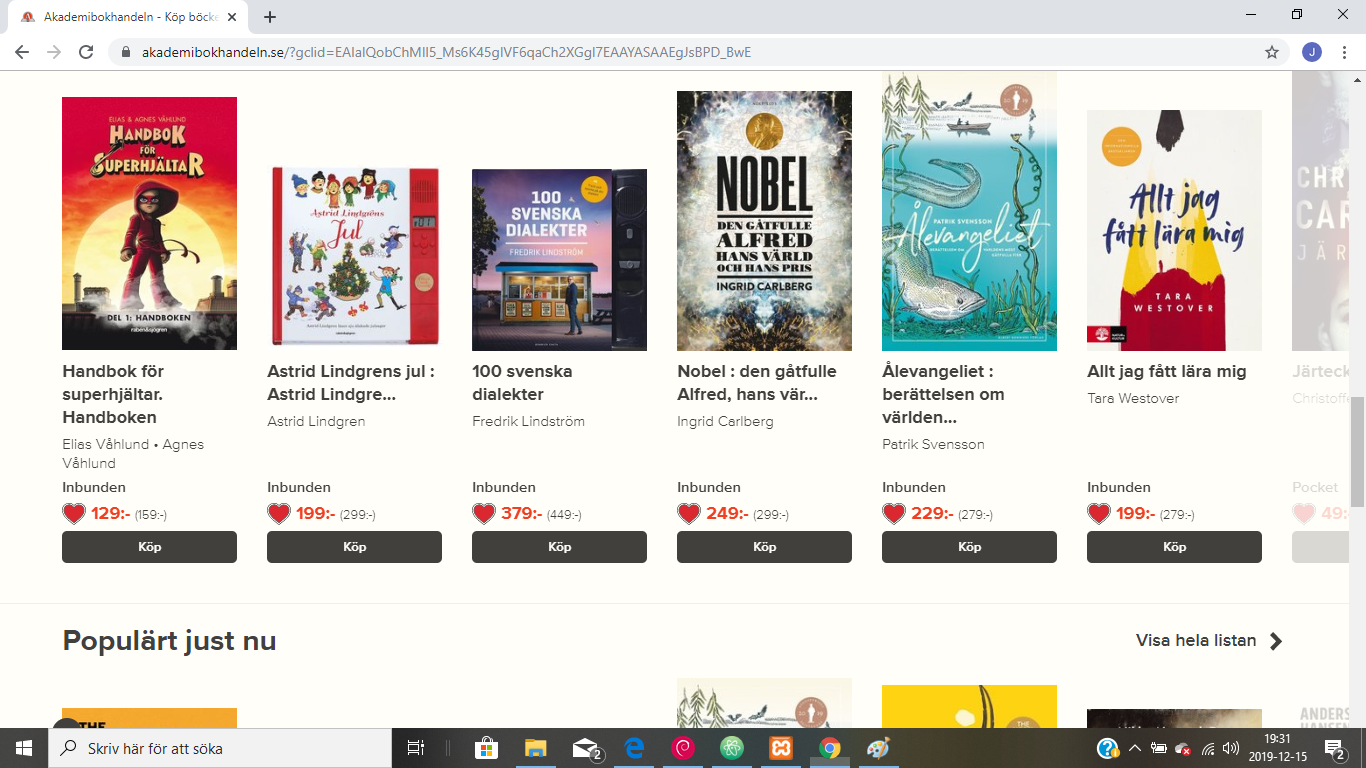 Akademibokhandeln - Köp böcke
akademibokhandeln.se/?gclid=EAIaIQobChMIl5_Ms6K45gIVF6qaCh2XGgI7EAAYASAAEgJsBPD_BwE
J
ELIAS & AGNES VÅHLUND
HANDBOK
FÖR
SUPERHJÄLTAR
DEL 1: HANDBOKEN
rabén&sjögren
Astrid Lindgrens
Jul
100
SVENSKA
DIALEKTER
FREDRIK LINDSTRÖM
NOBEL
DEN GÅTFULLE
ALFRED
HANS VÄRLD
OCH HANS PRIS
INGRID CARLBERG
PATRIK SVENSSON
Ålevangeliet
Allt jag
fått lära mig
TARA
WESTOVER
CHR
CAR
JÄR
Handbok för
superhjältar.
Handboken
Elias Våhlund • Agnes
Våhlund
Inbunden
129:- (159:-)
Köp
Astrid Lindgrens jul :
Astrid Lindgre...
Astrid Lindgren
Inbunden
199:- (299:-)
Köp
100 svenska
dialekter
Fredrik Lindström
Inbunden
379:- (449:-)
Köp
Nobel : den gåtfulle
Alfred, hans vär...
Ingrid Carlberg
Inbunden
249:- (299:-)
Köp
Ålevangeliet :
berättelsen om
världen...
Patrik Svensson
Inbunden
229:- (279:-)
Köp
Allt jag fått lära mig
Tara Westover
Inbunden
199:- (279:-)
Köp
Järteck
Christoffe
Pocket
49:
Populärt just nu
Visa hela listan
THE
THE
ANDERS
HANSEN
Skriv här för att söka
2
19:31
2019-12-15
2